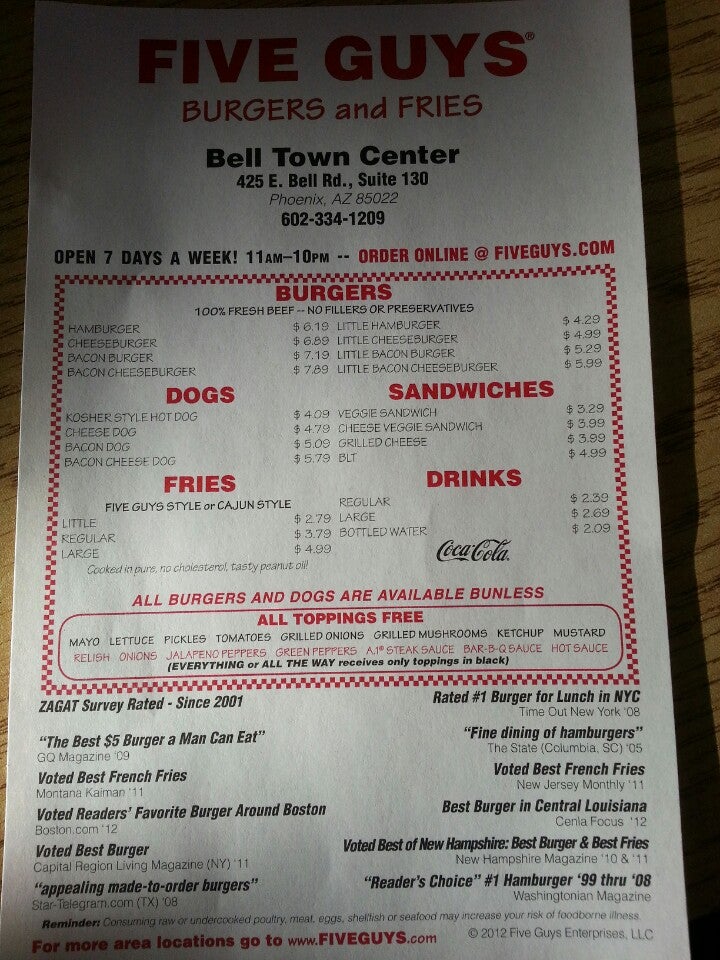 FIVE GUYS®
BURGERS and FRIES
Bell Town Center
425 E. Bell Rd., Suite 130
Phoenix, AZ 85022
602-334-1209
OPEN 7 DAYS A WEEK! 11AM–10PM -- ORDER ONLINE @ FIVEGUYS.COM
BURGERS
100% FRESH BEEF -- NO FILLERS OR PRESERVATIVES
HAMBURGER $ 6.19 LITTLE HAMBURGER $ 4.29
CHEESEBURGER $ 6.89 LITTLE CHEESEBURGER $ 4.99
BACON BURGER $ 7.19 LITTLE BACON BURGER $ 5.29
BACON CHEESEBURGER $ 7.89 LITTLE BACON CHEESEBURGER $ 5.99
DOGS
KOSHER STYLE HOT DOG $ 4.09
CHEESE DOG $ 4.79
BACON DOG $ 5.09
BACON CHEESE DOG $ 5.79
SANDWICHES
VEGGIE SANDWICH $ 3.29
CHEESE VEGGIE SANDWICH $ 3.99
GRILLED CHEESE $ 3.99
BLT $ 4.99
FRIES
FIVE GUYS STYLE or CAJUN STYLE
LITTLE $ 2.79
REGULAR $ 3.79
LARGE $ 4.99
Cooked in pure, no cholesterol, tasty peanut oil!
DRINKS
REGULAR $ 2.39
LARGE $ 2.69
BOTTLED WATER $ 2.09
Coca-Cola.
ALL BURGERS AND DOGS ARE AVAILABLE BUNLESS
ALL TOPPINGS FREE
MAYO LETTUCE PICKLES TOMATOES GRILLED ONIONS GRILLED MUSHROOMS KETCHUP MUSTARD
RELISH ONIONS JALAPENO PEPPERS GREEN PEPPERS A.1® STEAK SAUCE BAR-B-Q SAUCE HOT SAUCE
(EVERYTHING or ALL THE WAY receives only toppings in black)
ZAGAT Survey Rated - Since 2001
"The Best $5 Burger a Man Can Eat"
GQ Magazine '09
Voted Best French Fries
Montana Kaiman '11
Voted Readers' Favorite Burger Around Boston
Boston.com '12
Voted Best Burger
Capital Region Living Magazine (NY) '11
"appealing made-to-order burgers"
Star-Telegram.com (TX) '08
Rated #1 Burger for Lunch in NYC
Time Out New York '08
"Fine dining of hamburgers"
The State (Columbia, SC) '05
Voted Best French Fries
New Jersey Monthly '11
Best Burger in Central Louisiana
Cenla Focus '12
Voted Best of New Hampshire: Best Burger & Best Fries
New Hampshire Magazine '10 & '11
"Reader's Choice" #1 Hamburger '99 thru '08
Washingtonian Magazine
Reminder: Consuming raw or undercooked poultry, meat, eggs, shellfish or seafood may increase your risk of foodborne illness.
For more area locations go to www.FIVEGUYS.com
© 2012 Five Guys Enterprises, LLC